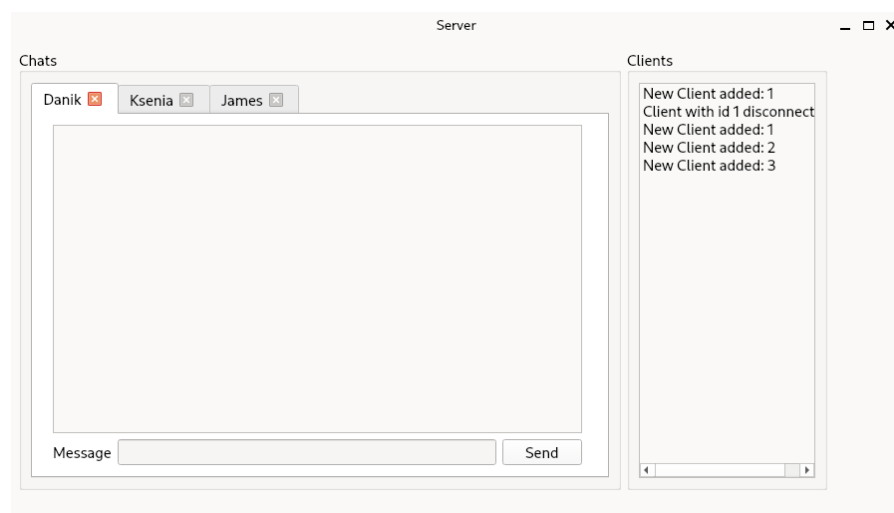 Server
Chats
Clients
Danik
Ksenia
James
New Client added: 1
Client with id 1 disconnect
New Client added: 1
New Client added: 2
New Client added: 3
Message
Send